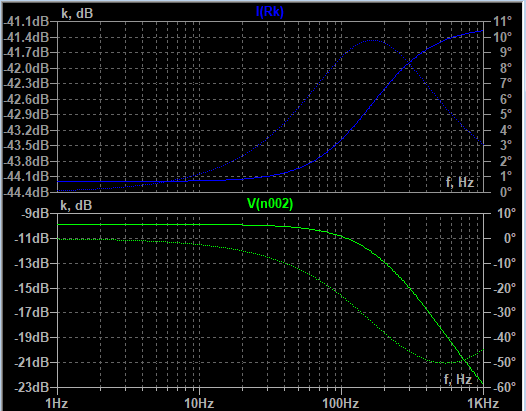 k, dB
I(Rk)
-41.1dB 11°
-41.4dB 10°
-41.7dB 9°
-42.0dB 8°
-42.3dB 7°
-42.6dB 6°
-42.9dB 5°
-43.2dB 4°
-43.5dB 3°
-43.8dB 2°
-44.1dB 1°
f, Hz
-44.4dB 0°
k, dB
V(n002)
-9dB 10°
-11dB 0°
-13dB -10°
-15dB -20°
-17dB -30°
-19dB -40°
-21dB -50°
f, Hz
-23dB -60°
1Hz 10Hz 100Hz 1KHz